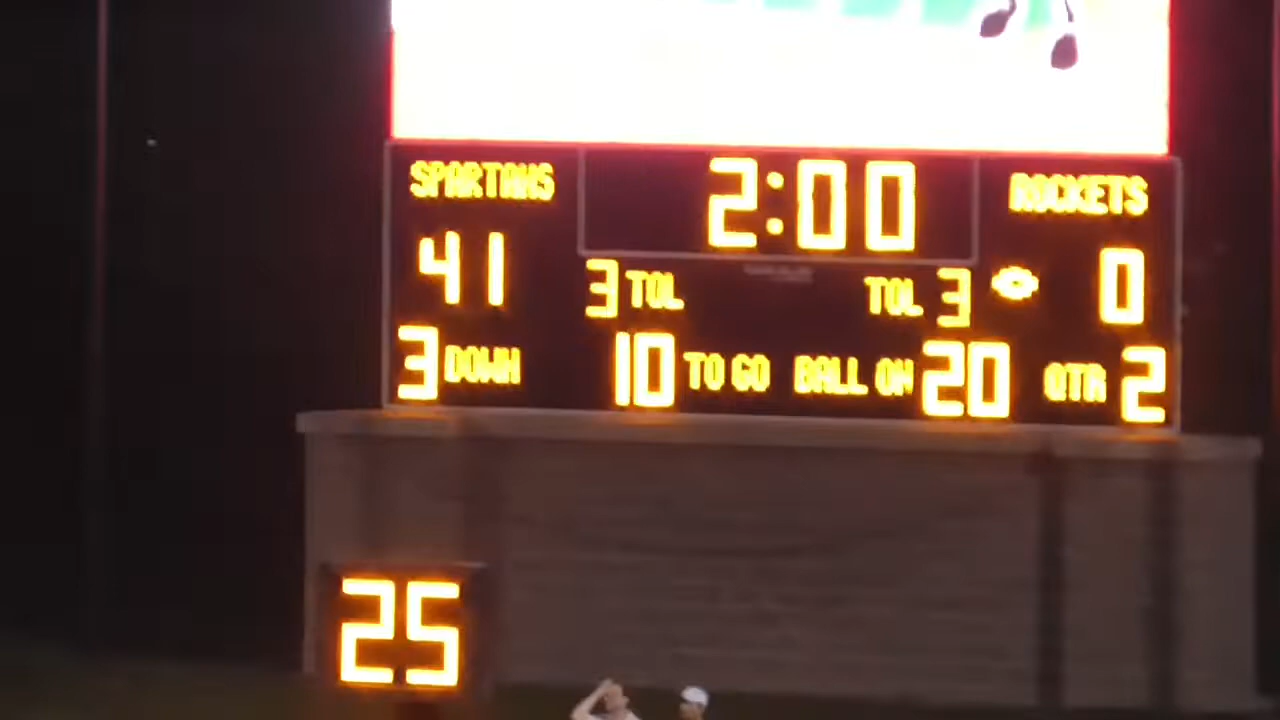 SPARTANS 2:00 ROCKETS
41 3 TOL TOL 3 0
3 DOWN 10 TO GO BALL ON 20 QTR 2
25